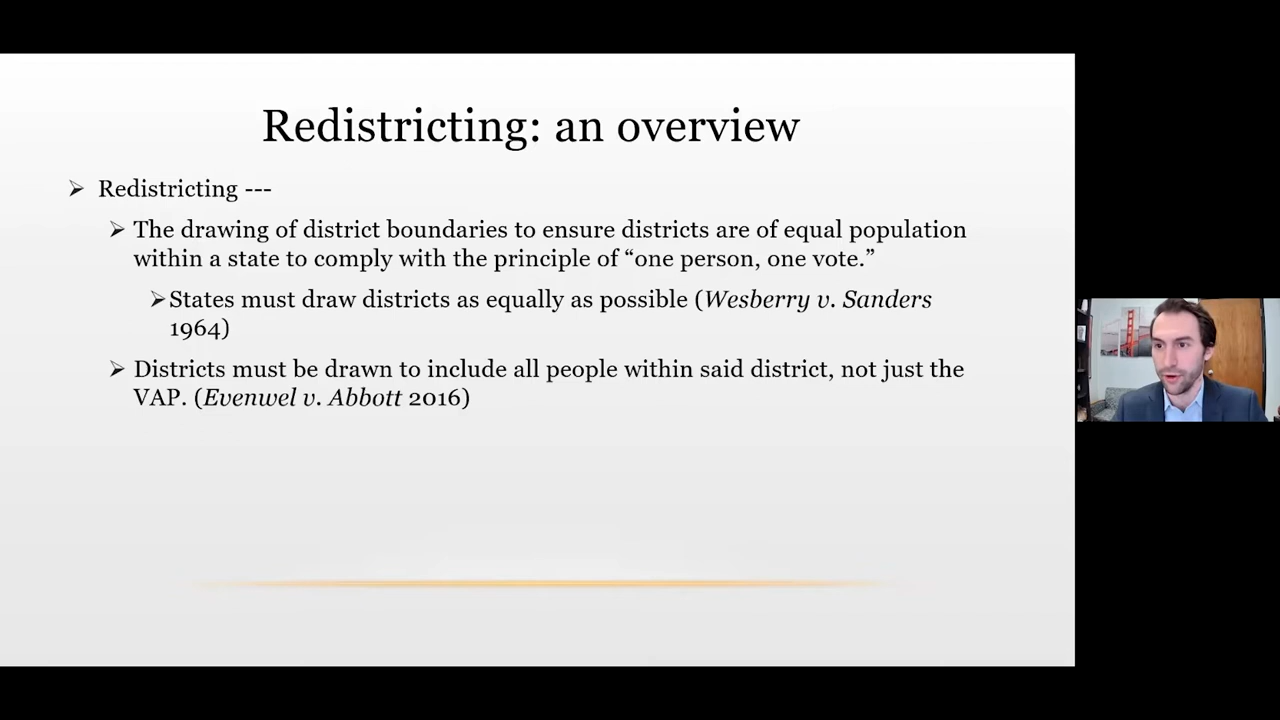 Redistricting: an overview
➢ Redistricting ---
➢ The drawing of district boundaries to ensure districts are of equal population
within a state to comply with the principle of “one person, one vote.”
➢ States must draw districts as equally as possible (Wesberry v. Sanders
1964)
➢ Districts must be drawn to include all people within said district, not just the
VAP. (Evenwel v. Abbott 2016)